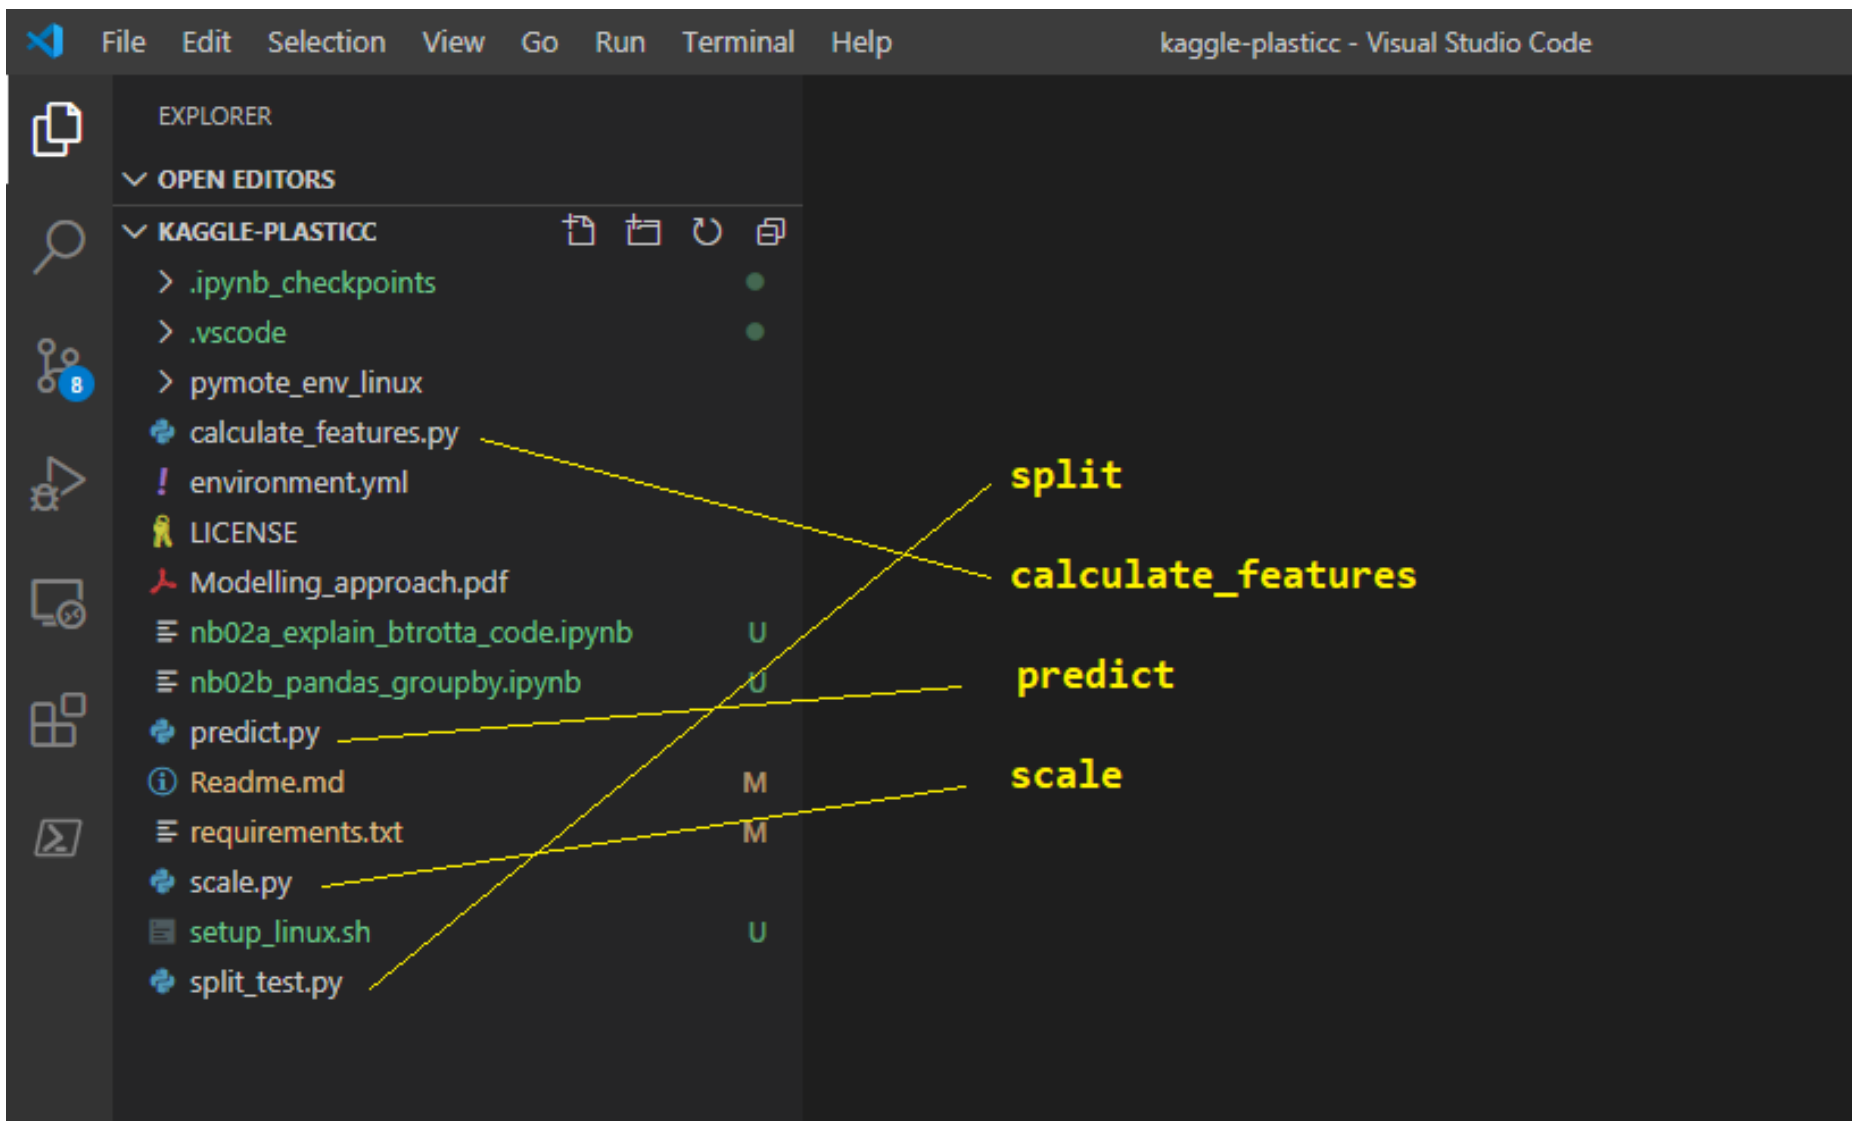 File Edit Selection View Go Run Terminal Help kaggle-plasticc - Visual Studio Code
EXPLORER
OPEN EDITORS
KAGGLE-PLASTICC
.ipynb_checkpoints
.vscode
8
pymote_env_linux
calculate_features.py
split
environment.yml
LICENSE
calculate_features
Modelling_approach.pdf
nb02a_explain_btrotta_code.ipynb U
predict
nb02b_pandas_groupby.ipynb U
predict.py
scale
Readme.md M
requirements.txt M
scale.py
setup_linux.sh U
split_test.py